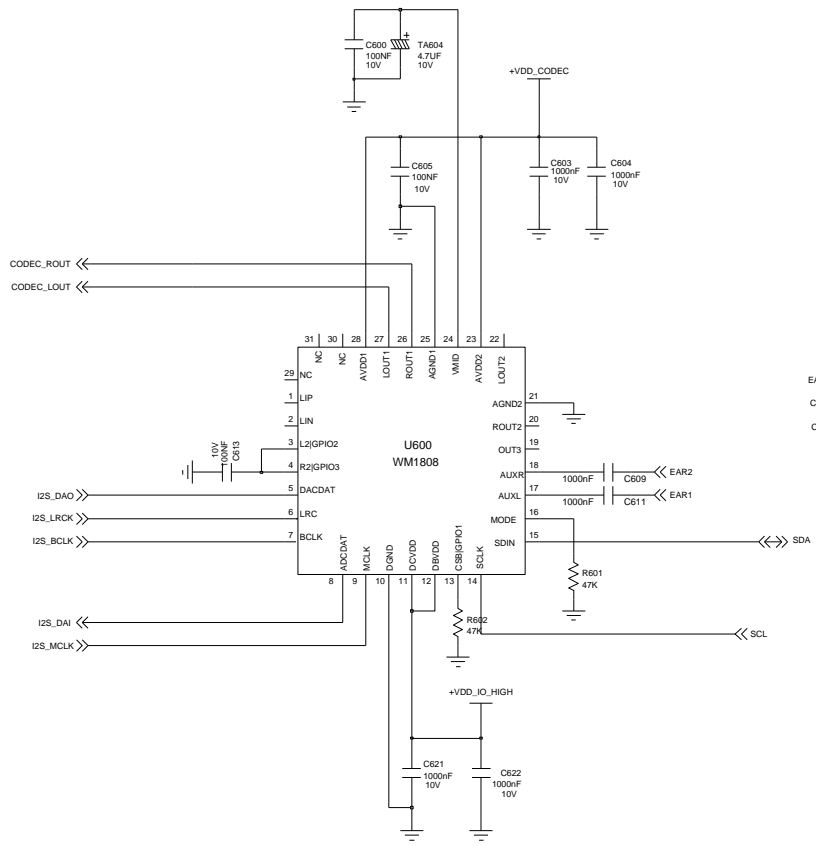 C600
100NF
10V
TA604
4.7UF
10V
+
+VDD_CODEC
C605
100NF
10V
C603
1000nF
10V
C604
1000nF
10V
CODEC_ROUT
CODEC_LOUT
31
30
28
27
26
25
24
23
22
NC
NC
AVDD1
LOUT1
ROUT1
AGND1
VMID
AVDD2
LOUT2
29
NC
1
LIP
2
LIN
3
L2|GPIO2
4
R2|GPIO3
5
DACDAT
6
LRC
7
BCLK
U600
WM1808
AGND2
21
ROUT2
20
OUT3
19
AUXR
18
AUXL
17
MODE
16
SDIN
15
10V
100NF
C613
I2S_DAO
I2S_LRCK
I2S_BCLK
1000nF
C609
EAR2
1000nF
C611
EAR1
SDA
R601
47K
ADCDAT
MCLK
DGND
DCVDD
DBVDD
CSB|GPIO1
SCLK
8
9
10
11
12
13
14
I2S_DAI
I2S_MCLK
R602
47K
SCL
+VDD_IO_HIGH
C621
1000nF
10V
C622
1000nF
10V
EA
C
C